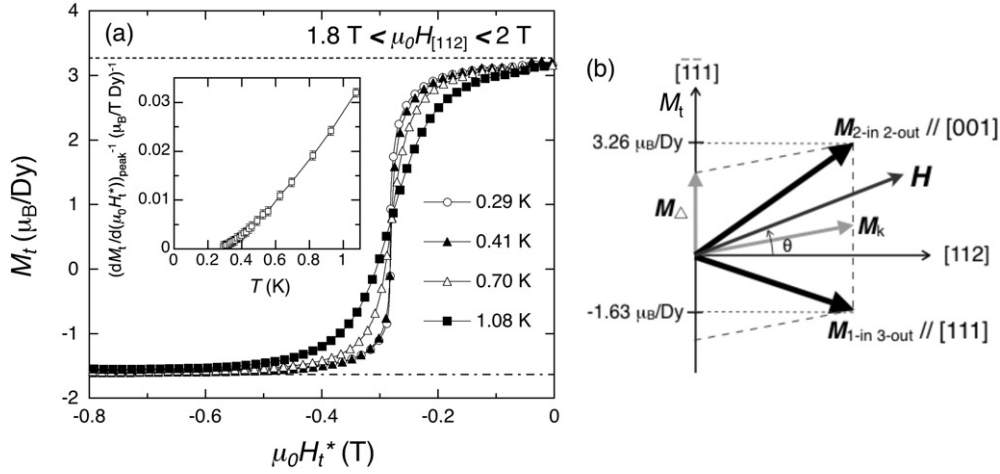 (a)
1.8 T < μ0H[112] < 2 T
Mt (μB/Dy)
4
3
2
1
0
-1
-2
(dMt/d(μ0Ht*))peak⁻¹ (μB/T Dy)⁻¹
0.03
0.02
0.01
0
0 0.2 0.4 0.6 0.8 1
T (K)
0.29 K
0.41 K
0.70 K
1.08 K
-0.8 -0.6 -0.4 -0.2 0
μ0Ht* (T)
(b)
[1̅1̅1]
Mt
3.26 μB/Dy
M2-in 2-out // [001]
H
M△
Mk
θ
[112]
-1.63 μB/Dy
M1-in 3-out // [111]